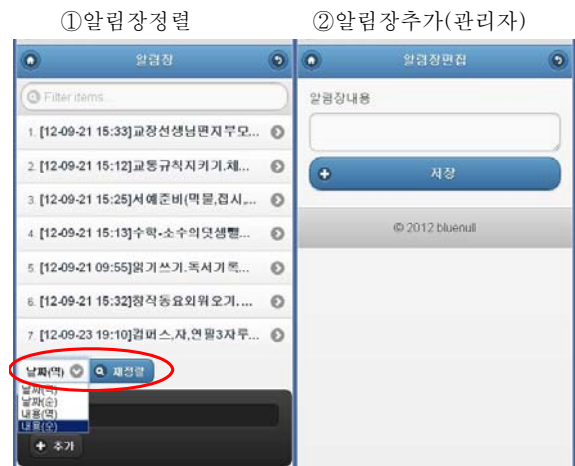 ①알림장정렬
②알림장추가(관리자)
알림장
Filter items...
1. [12-09-21 15:33]교장선생님편지부모...
2. [12-09-21 15:12]교통규칙지키기,체...
3. [12-09-21 15:25]서예준비(먹물,접시,...
4. [12-09-21 15:13]수학-소수의덧셈뺄...
5. [12-09-21 09:55]읽기쓰기.독서기록...
6. [12-09-21 15:32]창작동요외워오기....
7. [12-09-23 19:10]컴퍼스,자,연필3자루...
날짜(역)
재정렬
날짜(역)
날짜(순)
내용(역)
내용(오)
추가
알림장편집
알림장내용
저장
© 2012 bluenull